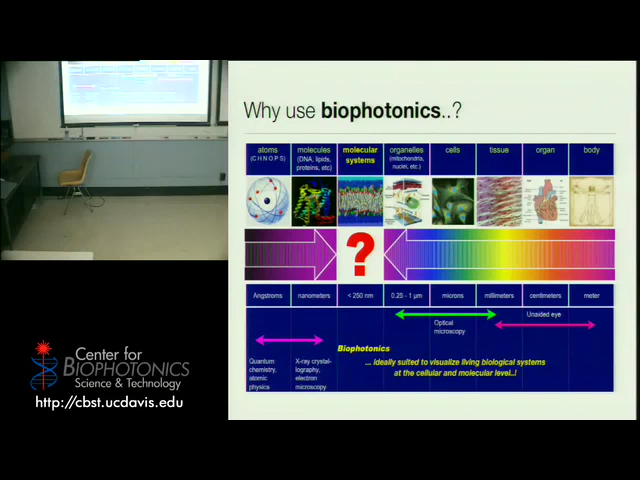 Why use biophotonics..?
atoms
(C H N O P S)
molecules
(DNA, lipids,
proteins, etc)
molecular
systems
organelles
(mitochondria,
nuclei, etc.)
cells
tissue
organ
body
?
Angstroms
nanometers
< 250 nm
0.25 - 1 µm
microns
millimeters
centimeters
meter
Optical
microscopy
Unaided eye
Quantum
chemistry,
atomic
physics
X-ray crystal-
lography,
electron
microscopy
Biophotonics
... ideally suited to visualize living biological systems
at the cellular and molecular level..!
Center for
BIOPHOTONICS
Science & Technology
http://cbst.ucdavis.edu